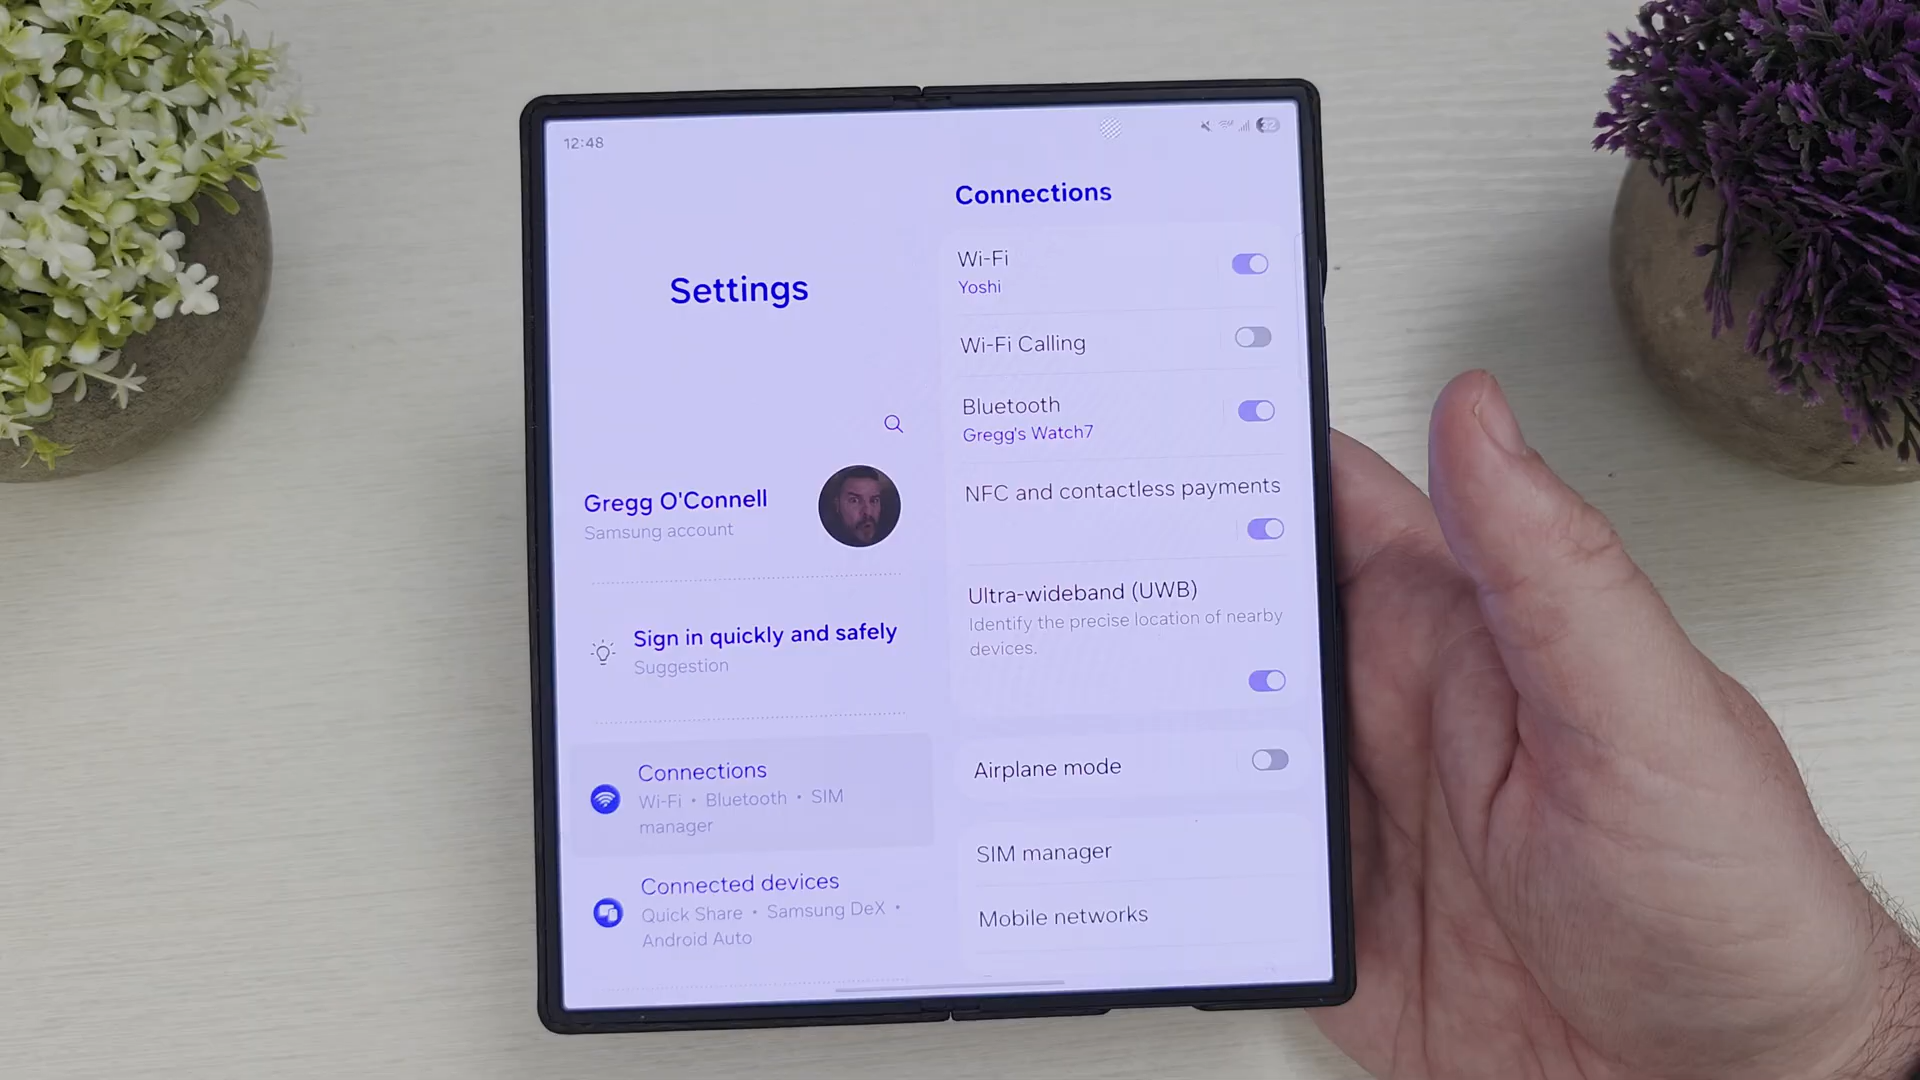 12:48
32
Settings
Gregg O'Connell
Samsung account
Sign in quickly and safely
Suggestion
Connections
Wi-Fi • Bluetooth • SIM
manager
Connected devices
Quick Share • Samsung DeX •
Android Auto
Connections
Wi-Fi
Yoshi
Wi-Fi Calling
Bluetooth
Gregg's Watch7
NFC and contactless payments
Ultra-wideband (UWB)
Identify the precise location of nearby
devices.
Airplane mode
SIM manager
Mobile networks